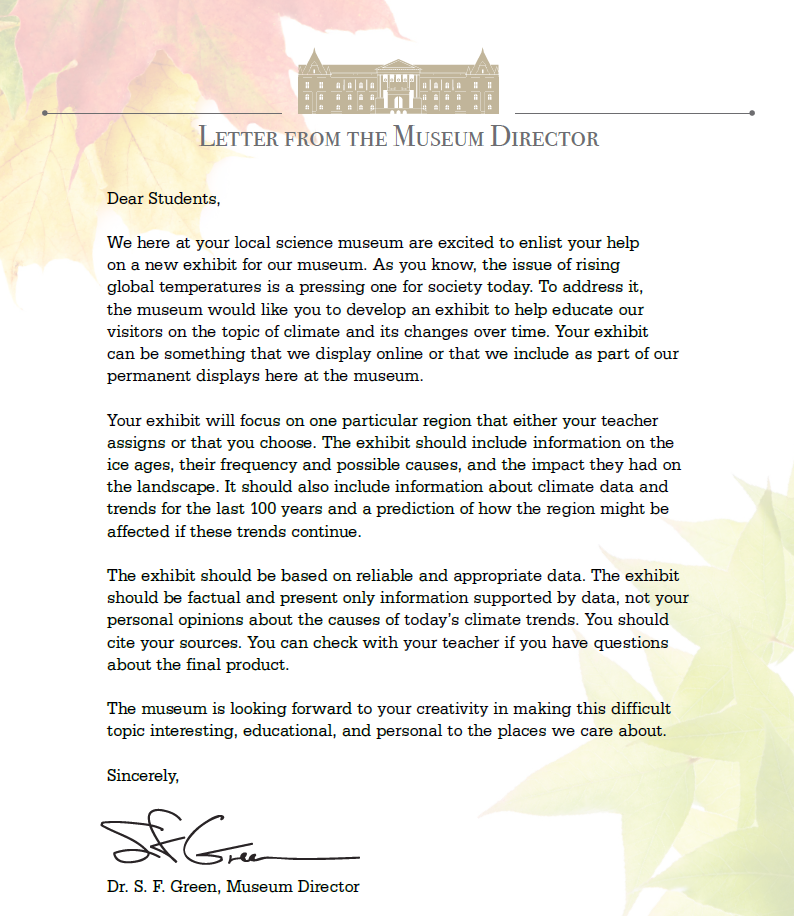 Letter from the Museum Director
Dear Students,
We here at your local science museum are excited to enlist your help
on a new exhibit for our museum. As you know, the issue of rising
global temperatures is a pressing one for society today. To address it,
the museum would like you to develop an exhibit to help educate our
visitors on the topic of climate and its changes over time. Your exhibit
can be something that we display online or that we include as part of our
permanent displays here at the museum.
Your exhibit will focus on one particular region that either your teacher
assigns or that you choose. The exhibit should include information on the
ice ages, their frequency and possible causes, and the impact they had on
the landscape. It should also include information about climate data and
trends for the last 100 years and a prediction of how the region might be
affected if these trends continue.
The exhibit should be based on reliable and appropriate data. The exhibit
should be factual and present only information supported by data, not your
personal opinions about the causes of today's climate trends. You should
cite your sources. You can check with your teacher if you have questions
about the final product.
The museum is looking forward to your creativity in making this difficult
topic interesting, educational, and personal to the places we care about.
Sincerely,
S F Green
Dr. S. F. Green, Museum Director